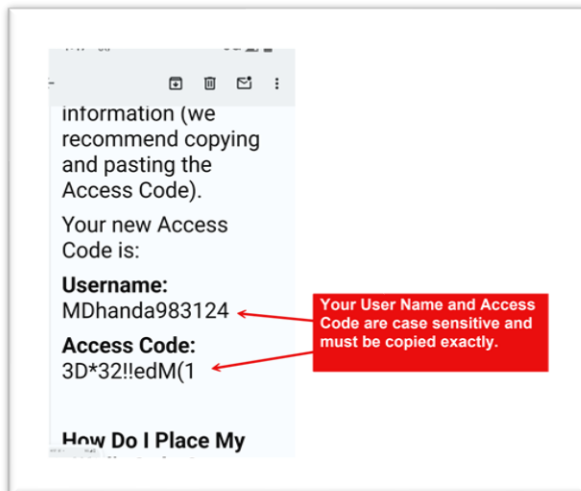 information (we
recommend copying
and pasting the
Access Code).
Your new Access
Code is:
Username:
MDhanda983124
Access Code:
3D*32!!edM(1
Your User Name and Access
Code are case sensitive and
must be copied exactly.
How Do I Place My